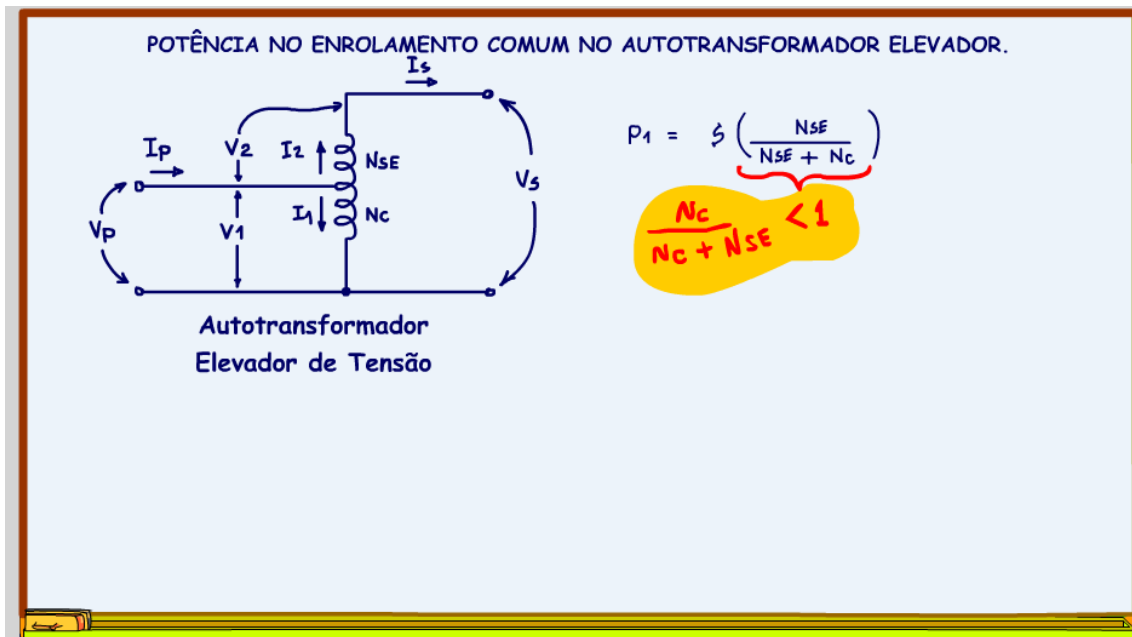 POTÊNCIA NO ENROLAMENTO COMUM NO AUTOTRANSFORMADOR ELEVADOR.
Is
Ip
V2
I2
NSE
Vp
V1
I1
Nc
Vs
Autotransformador
Elevador de Tensão
P1 = $ (NSE / NSE + Nc)
Nc / Nc + NSE < 1